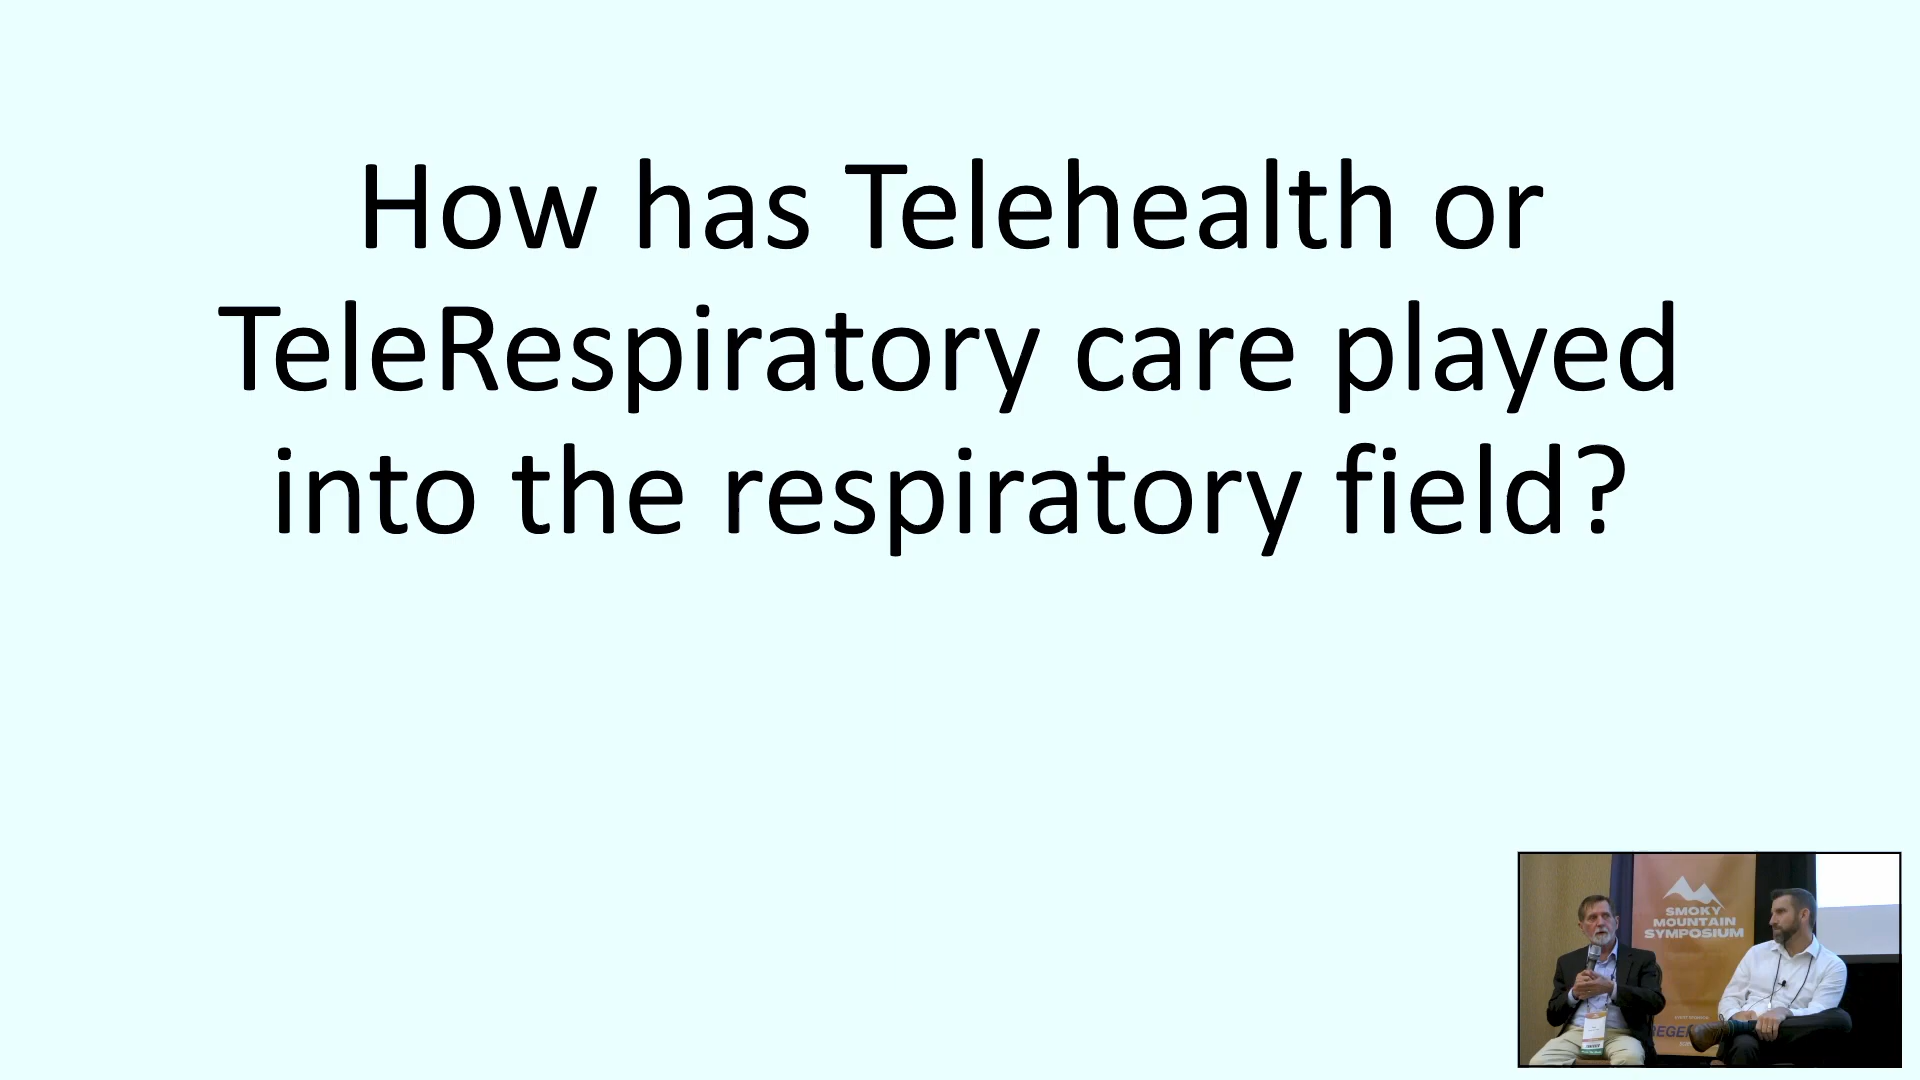 How has Telehealth or
TeleRespiratory care played
into the respiratory field?
SMOKY
MOUNTAIN
SYMPOSIUM